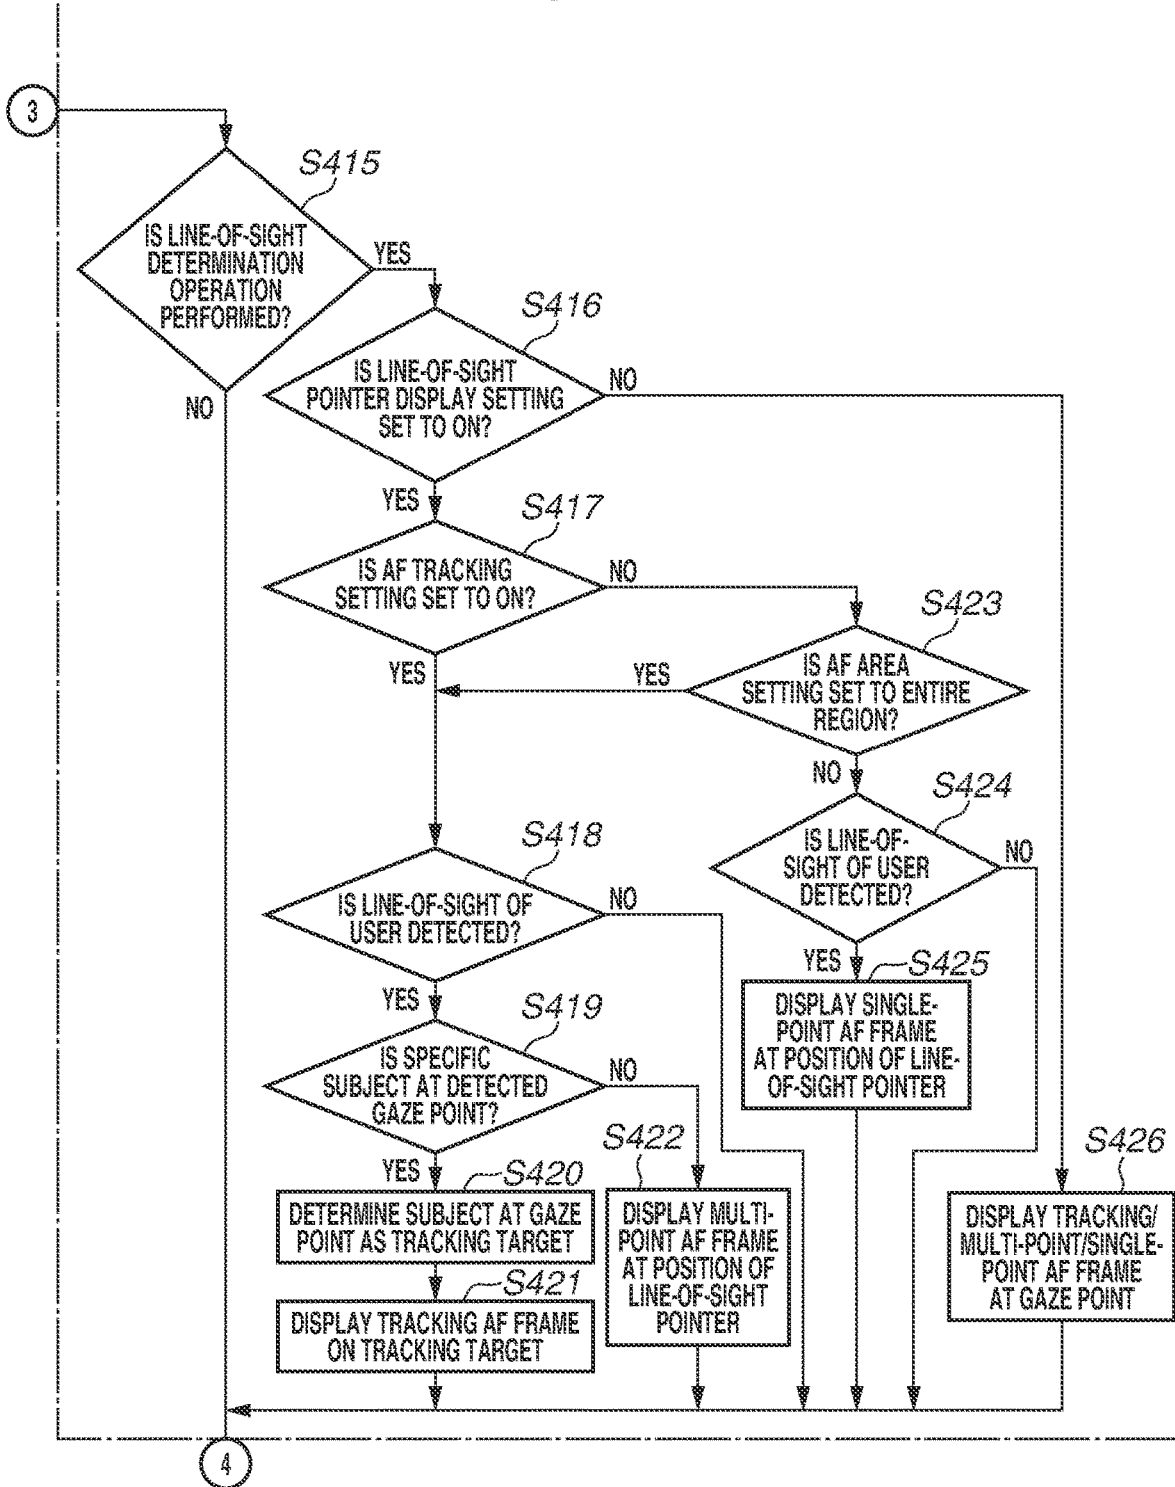 3
S415
IS LINE-OF-SIGHT
DETERMINATION
OPERATION
PERFORMED?
YES
NO
S416
IS LINE-OF-SIGHT
POINTER DISPLAY SETTING
SET TO ON?
NO
YES
S417
IS AF TRACKING
SETTING SET TO ON?
NO
YES
S423
IS AF AREA
SETTING SET TO ENTIRE
REGION?
YES
NO
S424
IS LINE-OF-
SIGHT OF USER
DETECTED?
NO
YES
S418
IS LINE-OF-SIGHT OF
USER DETECTED?
NO
YES
S425
DISPLAY SINGLE-
POINT AF FRAME
AT POSITION OF LINE-
OF-SIGHT POINTER
S419
IS SPECIFIC
SUBJECT AT DETECTED
GAZE POINT?
NO
YES
S420
DETERMINE SUBJECT AT GAZE
POINT AS TRACKING TARGET
S421
DISPLAY TRACKING AF FRAME
ON TRACKING TARGET
S422
DISPLAY MULTI-
POINT AF FRAME
AT POSITION OF
LINE-OF-SIGHT
POINTER
S426
DISPLAY TRACKING/
MULTI-POINT/SINGLE-
POINT AF FRAME
AT GAZE POINT
4